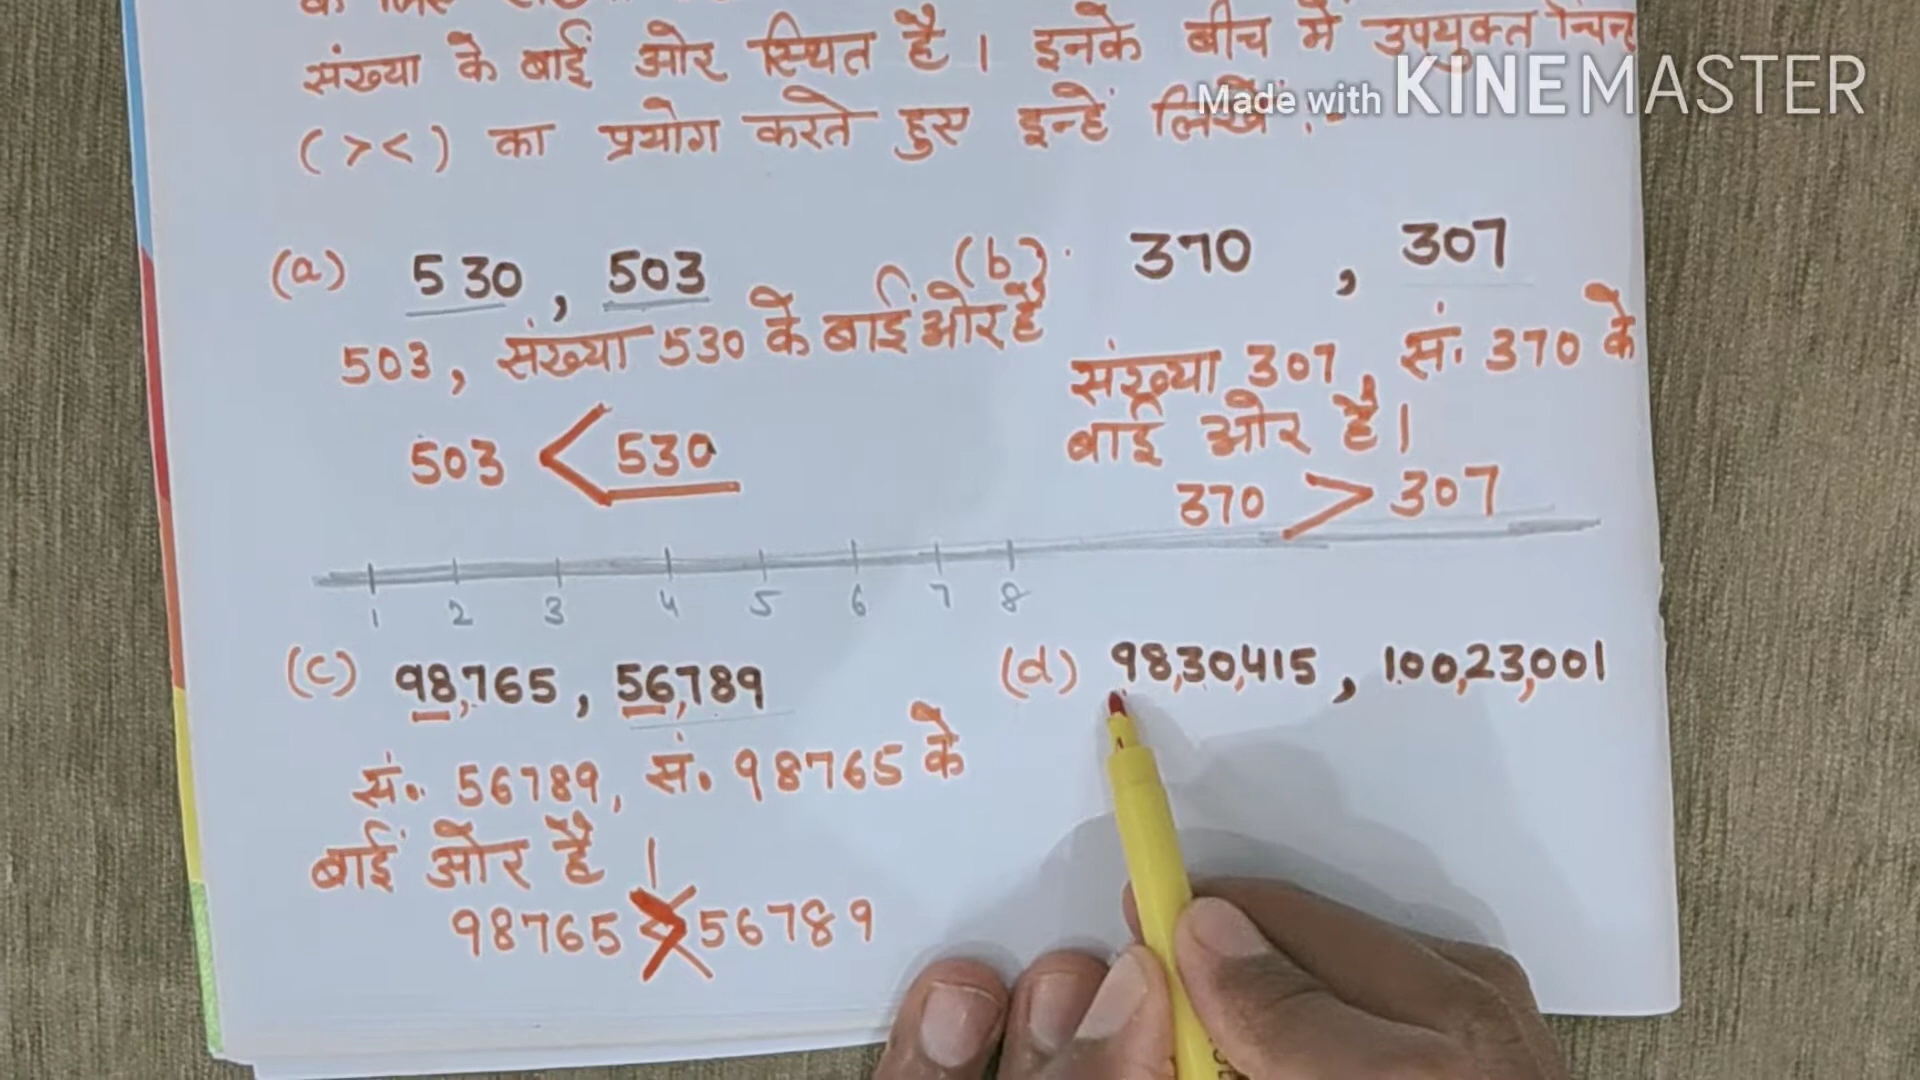 के लिए
संख्या के बाईं ओर स्थित है। इनके बीच में उपयुक्त चिन्ह
Made with KINEMASTER
(><) का प्रयोग करते हुए इन्हें लिखें :-
(a) 530, 503
503, संख्या 530 के बाईं ओर है
503 < 530
(b). 370, 307
संख्या 307, सं. 370 के
बाईं ओर है।
370 > 307
1 2 3 4 5 6 7 8
(c) 98,765, 56,789
सं. 56789, सं. 98765 के
बाईं ओर है।
98765 > 56789
(d) 98,30,415, 100,23,001